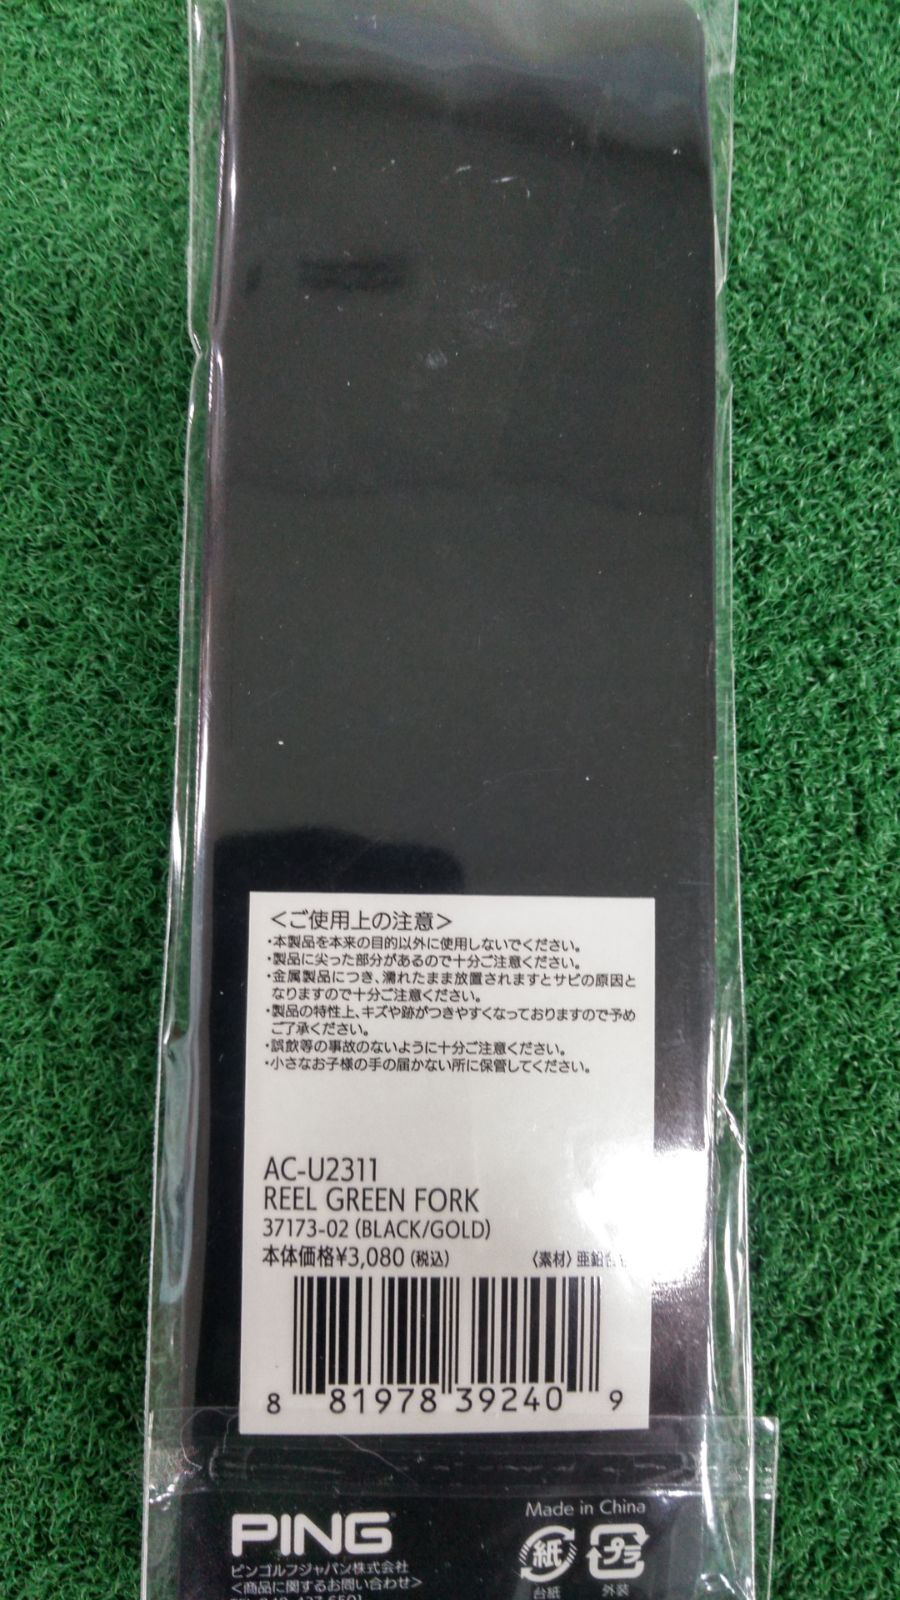 ＜ご使用上の注意＞
・本製品を本来の目的以外に使用しないでください。
・製品に尖った部分があるので十分ご注意ください。
・金属製品につき、濡れたまま放置されますとサビの原因と
なりますので十分ご注意ください。
・製品の特性上、キズや跡がつきやすくなっておりますので予め
ご了承ください。
・誤飲等の事故のないように十分ご注意ください。
・小さなお子様の手の届かない所に保管してください。
AC-U2311
REEL GREEN FORK
37173-02 (BLACK/GOLD)
本体価格¥3,080 (税込) 〈素材〉亜鉛
8 81978 39240 9
Made in China
PING
紙 プラ
ピンゴルフジャパン株式会社
台紙 外装
＜商品に関するお問い合わせ＞